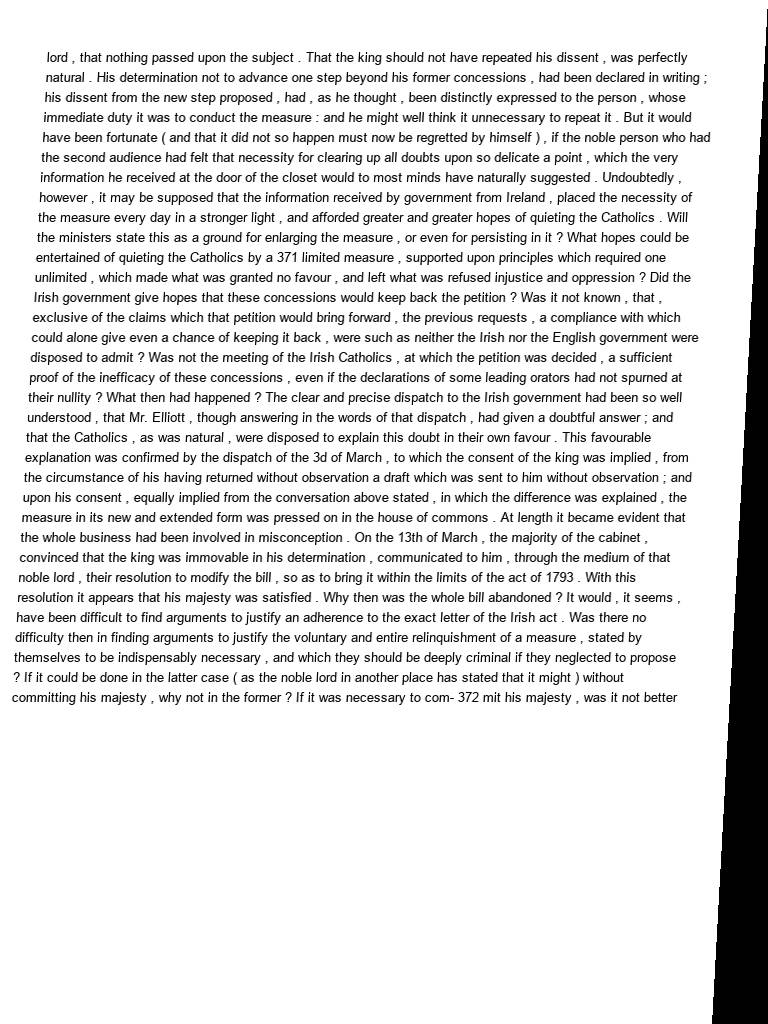 lord , that nothing passed upon the subject . That the king should not have repeated his dissent , was perfectly
natural . His determination not to advance one step beyond his former concessions , had been declared in writing ;
his dissent from the new step proposed , had , as he thought , been distinctly expressed to the person , whose
immediate duty it was to conduct the measure : and he might well think it unnecessary to repeat it . But it would
have been fortunate ( and that it did not so happen must now be regretted by himself ) , if the noble person who had
the second audience had felt that necessity for clearing up all doubts upon so delicate a point , which the very
information he received at the door of the closet would to most minds have naturally suggested . Undoubtedly ,
however , it may be supposed that the information received by government from Ireland , placed the necessity of
the measure every day in a stronger light , and afforded greater and greater hopes of quieting the Catholics . Will
the ministers state this as a ground for enlarging the measure , or even for persisting in it ? What hopes could be
entertained of quieting the Catholics by a 371 limited measure , supported upon principles which required one
unlimited , which made what was granted no favour , and left what was refused injustice and oppression ? Did the
Irish government give hopes that these concessions would keep back the petition ? Was it not known , that ,
exclusive of the claims which that petition would bring forward , the previous requests , a compliance with which
could alone give even a chance of keeping it back , were such as neither the Irish nor the English government were
disposed to admit ? Was not the meeting of the Irish Catholics , at which the petition was decided , a sufficient
proof of the inefficacy of these concessions , even if the declarations of some leading orators had not spurned at
their nullity ? What then had happened ? The clear and precise dispatch to the Irish government had been so well
understood , that Mr. Elliott , though answering in the words of that dispatch , had given a doubtful answer ; and
that the Catholics , as was natural , were disposed to explain this doubt in their own favour . This favourable
explanation was confirmed by the dispatch of the 3d of March , to which the consent of the king was implied , from
the circumstance of his having returned without observation a draft which was sent to him without observation ; and
upon his consent , equally implied from the conversation above stated , in which the difference was explained , the
measure in its new and extended form was pressed on in the house of commons . At length it became evident that
the whole business had been involved in misconception . On the 13th of March , the majority of the cabinet ,
convinced that the king was immovable in his determination , communicated to him , through the medium of that
noble lord , their resolution to modify the bill , so as to bring it within the limits of the act of 1793 . With this
resolution it appears that his majesty was satisfied . Why then was the whole bill abandoned ? It would , it seems ,
have been difficult to find arguments to justify an adherence to the exact letter of the Irish act . Was there no
difficulty then in finding arguments to justify the voluntary and entire relinquishment of a measure , stated by
themselves to be indispensably necessary , and which they should be deeply criminal if they neglected to propose
? If it could be done in the latter case ( as the noble lord in another place has stated that it might ) without
committing his majesty , why not in the former ? If it was necessary to com- 372 mit his majesty , was it not better